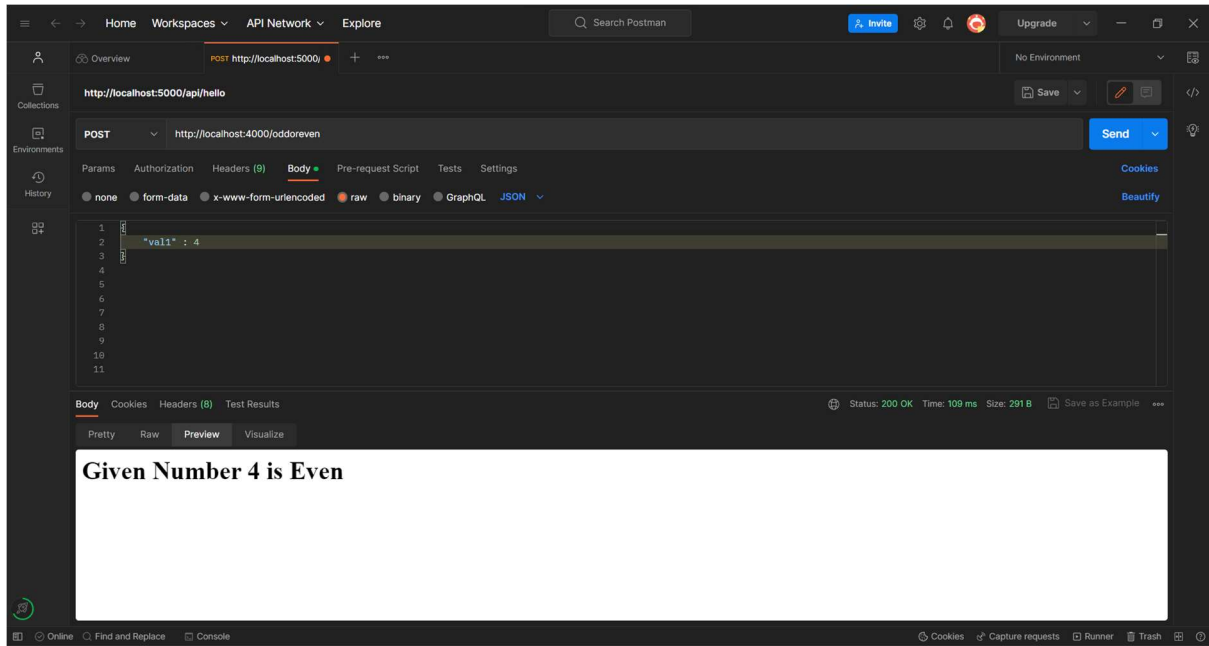 Home Workspaces API Network Explore Search Postman Invite Upgrade
Overview POST http://localhost:5000/ No Environment
http://localhost:5000/api/hello Save
Collections
POST http://localhost:4000/oddoreven Send
Environments
Params Authorization Headers (9) Body Pre-request Script Tests Settings Cookies
History
none form-data x-www-form-urlencoded raw binary GraphQL JSON Beautify
1 {
2 "val1" : 4
3 }
4
5
6
7
8
9
10
11
Body Cookies Headers (8) Test Results Status: 200 OK Time: 109 ms Size: 291 B Save as Example
Pretty Raw Preview Visualize
Given Number 4 is Even
Online Find and Replace Console Cookies Capture requests Runner Trash